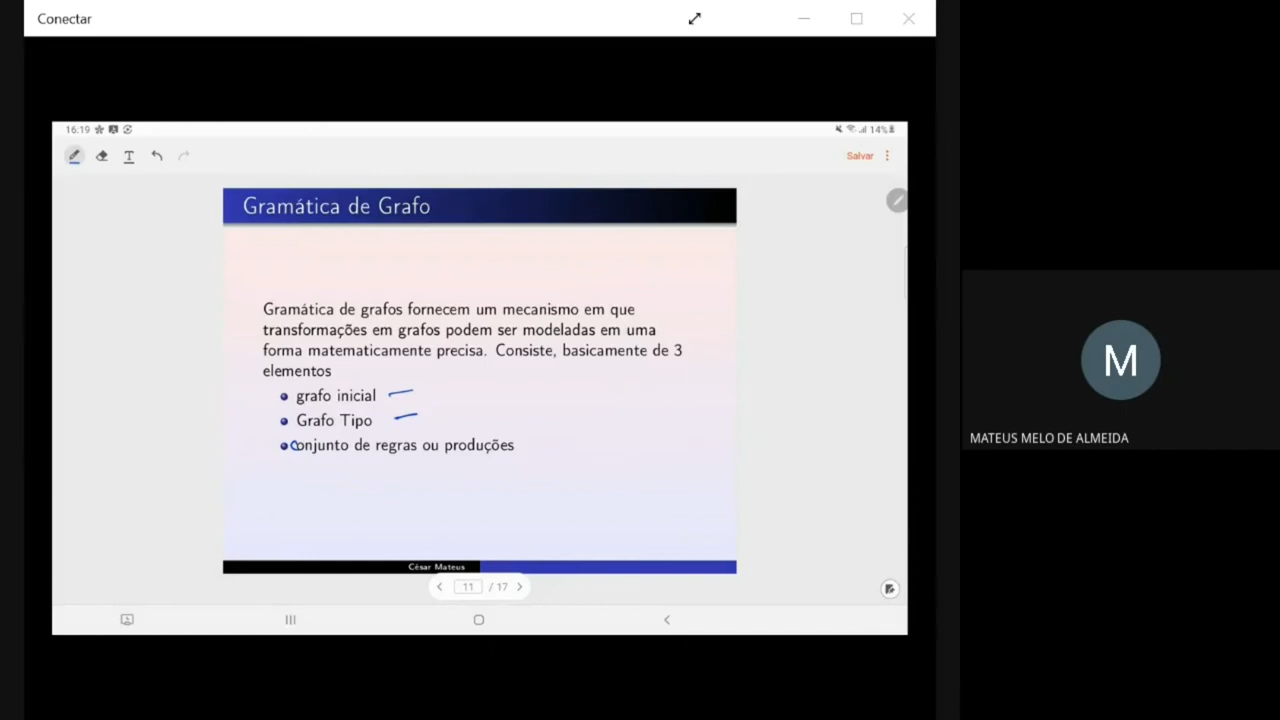 Conectar
16:19
14%
Salvar
Gramática de Grafo
Gramática de grafos fornecem um mecanismo em que
transformações em grafos podem ser modeladas em uma
forma matematicamente precisa. Consiste, basicamente de 3
elementos
grafo inicial
Grafo Tipo
conjunto de regras ou produções
César Mateus
11 / 17
M
MATEUS MELO DE ALMEIDA